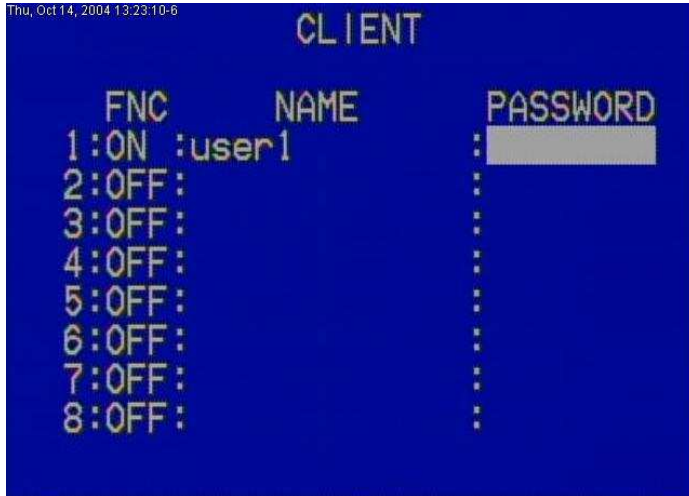 Thu, Oct 14, 2004 13:23:10-6
CLIENT
FNC NAME PASSWORD
1:ON :user1 :
2:OFF: :
3:OFF: :
4:OFF: :
5:OFF: :
6:OFF: :
7:OFF: :
8:OFF: :